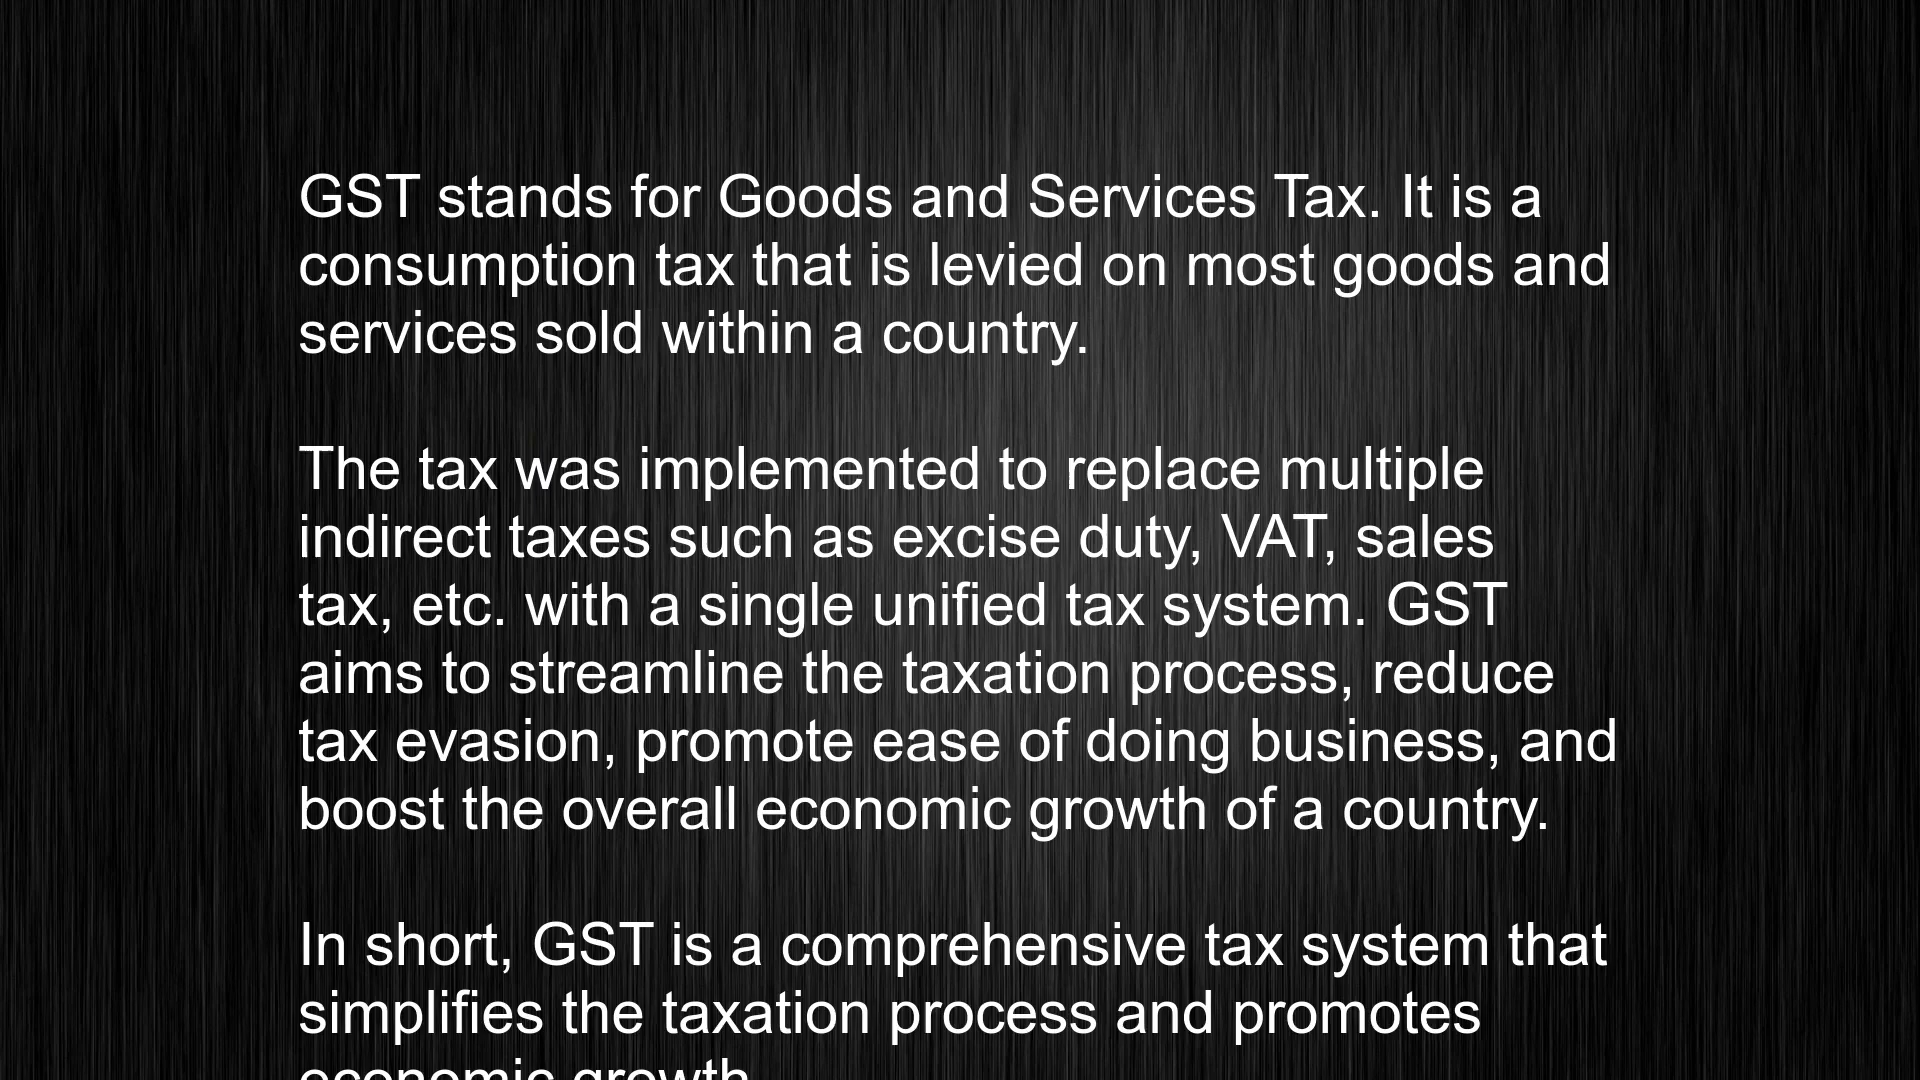 GST stands for Goods and Services Tax. It is a
consumption tax that is levied on most goods and
services sold within a country.
The tax was implemented to replace multiple
indirect taxes such as excise duty, VAT, sales
tax, etc. with a single unified tax system. GST
aims to streamline the taxation process, reduce
tax evasion, promote ease of doing business, and
boost the overall economic growth of a country.
In short, GST is a comprehensive tax system that
simplifies the taxation process and promotes
economic growth.